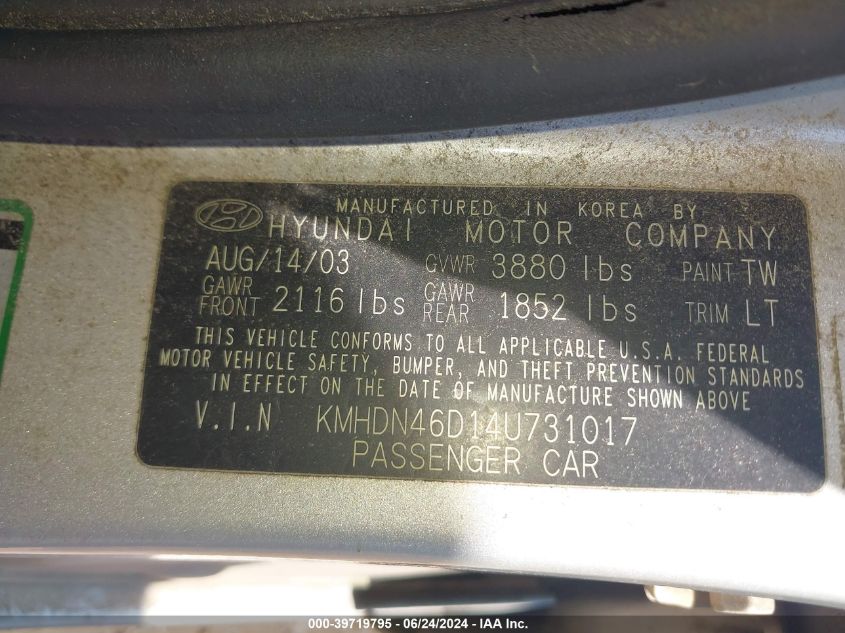 MANUFACTURED IN KOREA BY
HYUNDAI MOTOR COMPANY
AUG/14/03 GVWR 3880 lbs PAINT TW
GAWR FRONT 2116 lbs GAWR REAR 1852 lbs TRIM LT
THIS VEHICLE CONFORMS TO ALL APPLICABLE U.S.A. FEDERAL
MOTOR VEHICLE SAFETY, BUMPER, AND THEFT PREVENTION STANDARDS
IN EFFECT ON THE DATE OF MANUFACTURE SHOWN ABOVE
V.I.N KMHDN46D14U731017
PASSENGER CAR
000-39719795 - 06/24/2024 - IAAI.COM